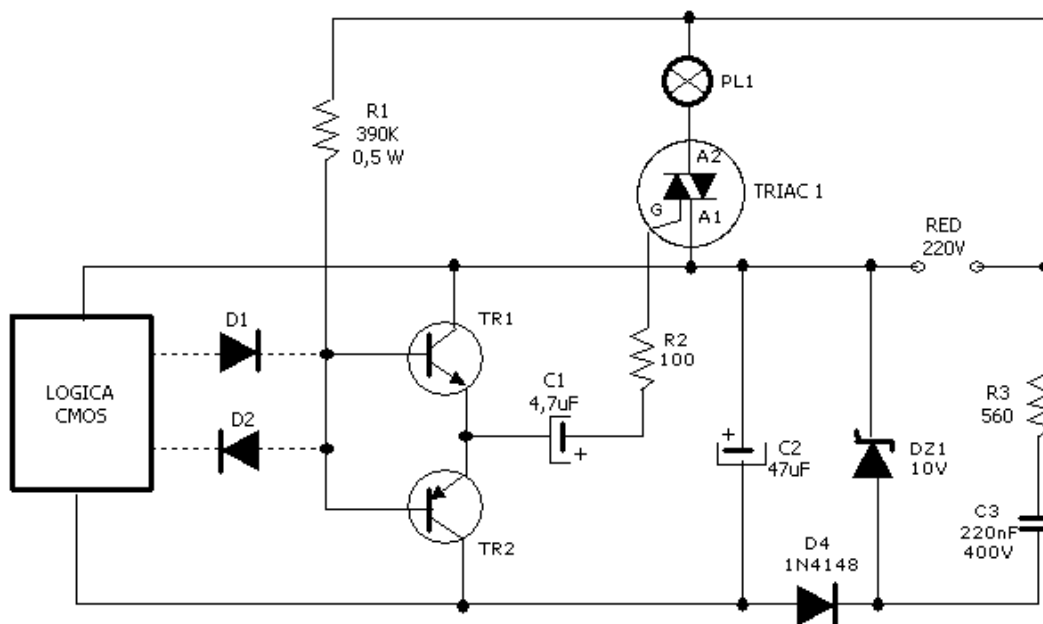 PL1
R1
390K
0,5 W
A2
TRIAC 1
G
A1
RED
220V
D1
TR1
R2
100
LOGICA
CMOS
C1
4,7uF
+
D2
R3
560
+
C2
47uF
DZ1
10V
TR2
C3
220nF
400V
D4
1N4148